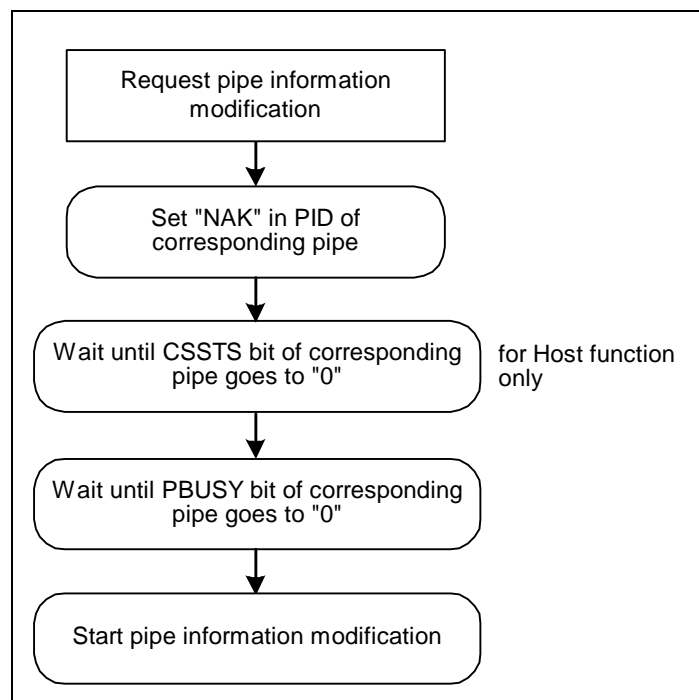 Request pipe information
modification
Set "NAK" in PID of
corresponding pipe
Wait until CSSTS bit of corresponding
pipe goes to "0"
for Host function
only
Wait until PBUSY bit of corresponding
pipe goes to "0"
Start pipe information modification